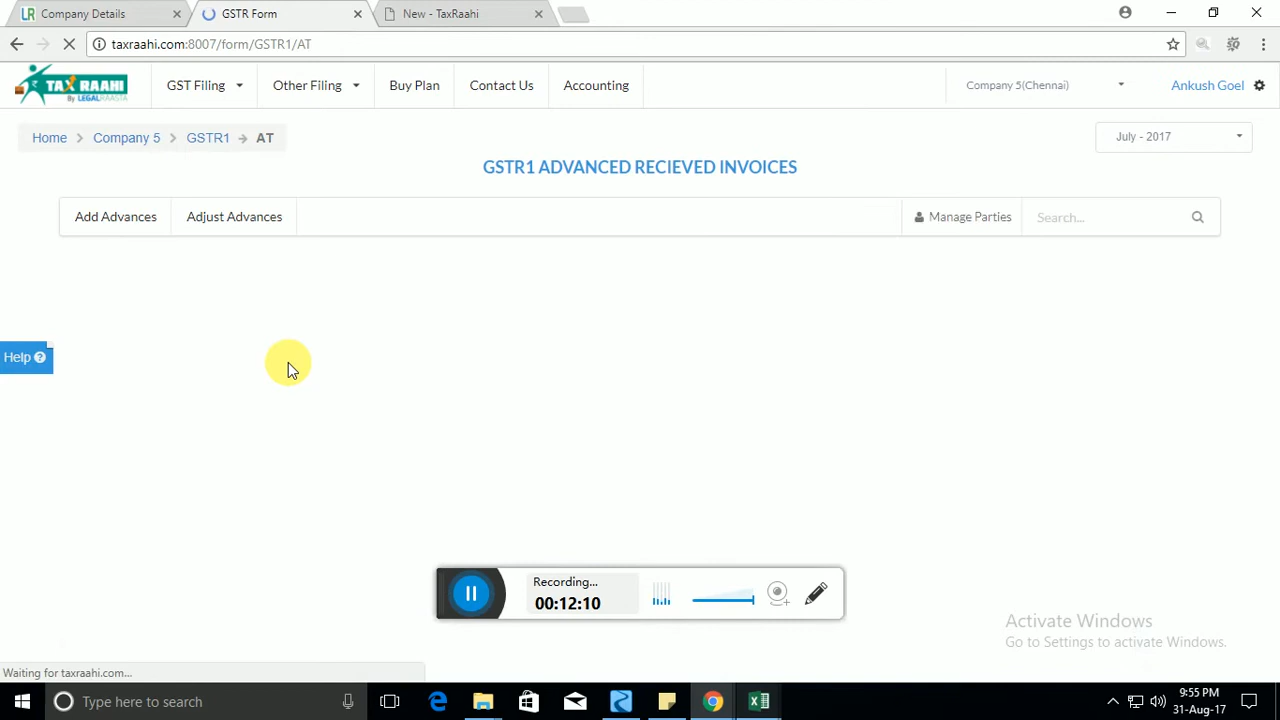 Company Details
GSTR Form
New - TaxRaahi
taxraahi.com:8007/form/GSTR1/AT
TAX RAAHI
By LEGALRAASTA
GST Filing
Other Filing
Buy Plan
Contact Us
Accounting
Company 5(Chennai)
Ankush Goel
Home
Company 5
GSTR1
AT
July - 2017
GSTR1 ADVANCED RECIEVED INVOICES
Add Advances
Adjust Advances
Manage Parties
Search...
Help
Recording...
00:12:10
Activate Windows
Go to Settings to activate Windows.
Waiting for taxraahi.com...
Type here to search
9:55 PM
31-Aug-17